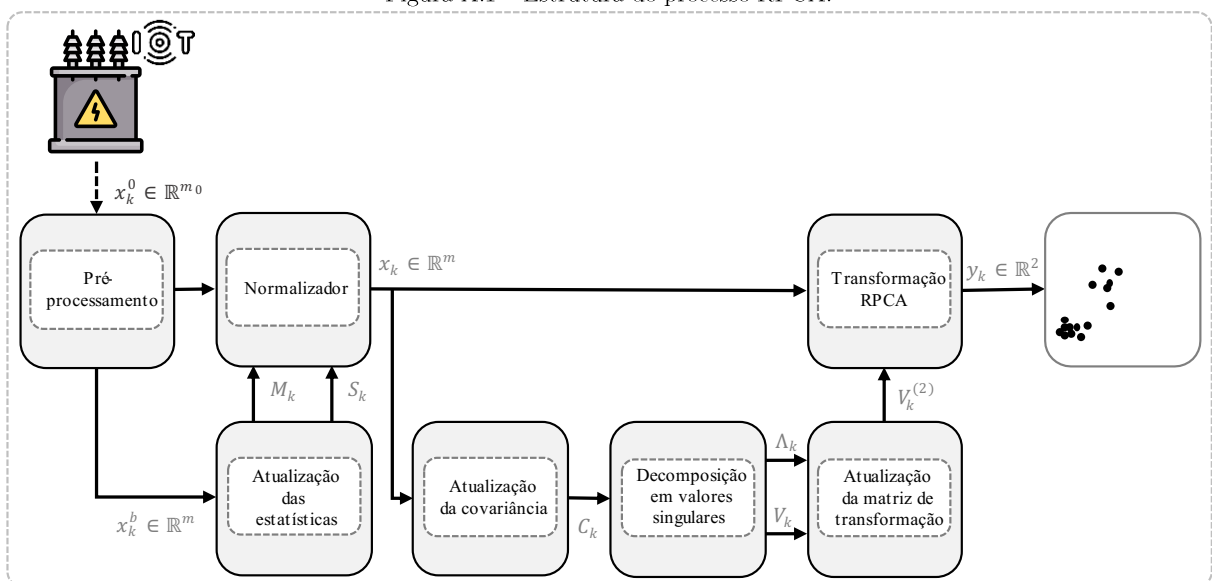 Figura A.1 – Estrutura do processo RPCA.
IOT
x_k^0 ∈ ℝ^{m_0}
Pré-
processamento
Normalizador
x_k ∈ ℝ^m
Transformação
RPCA
y_k ∈ ℝ^2
M_k
S_k
V_k^{(2)}
Atualização
das
estatísticas
x_k^b ∈ ℝ^m
Atualização
da covariância
C_k
Decomposição
em valores
singulares
Λ_k
V_k
Atualização
da matriz de
transformação